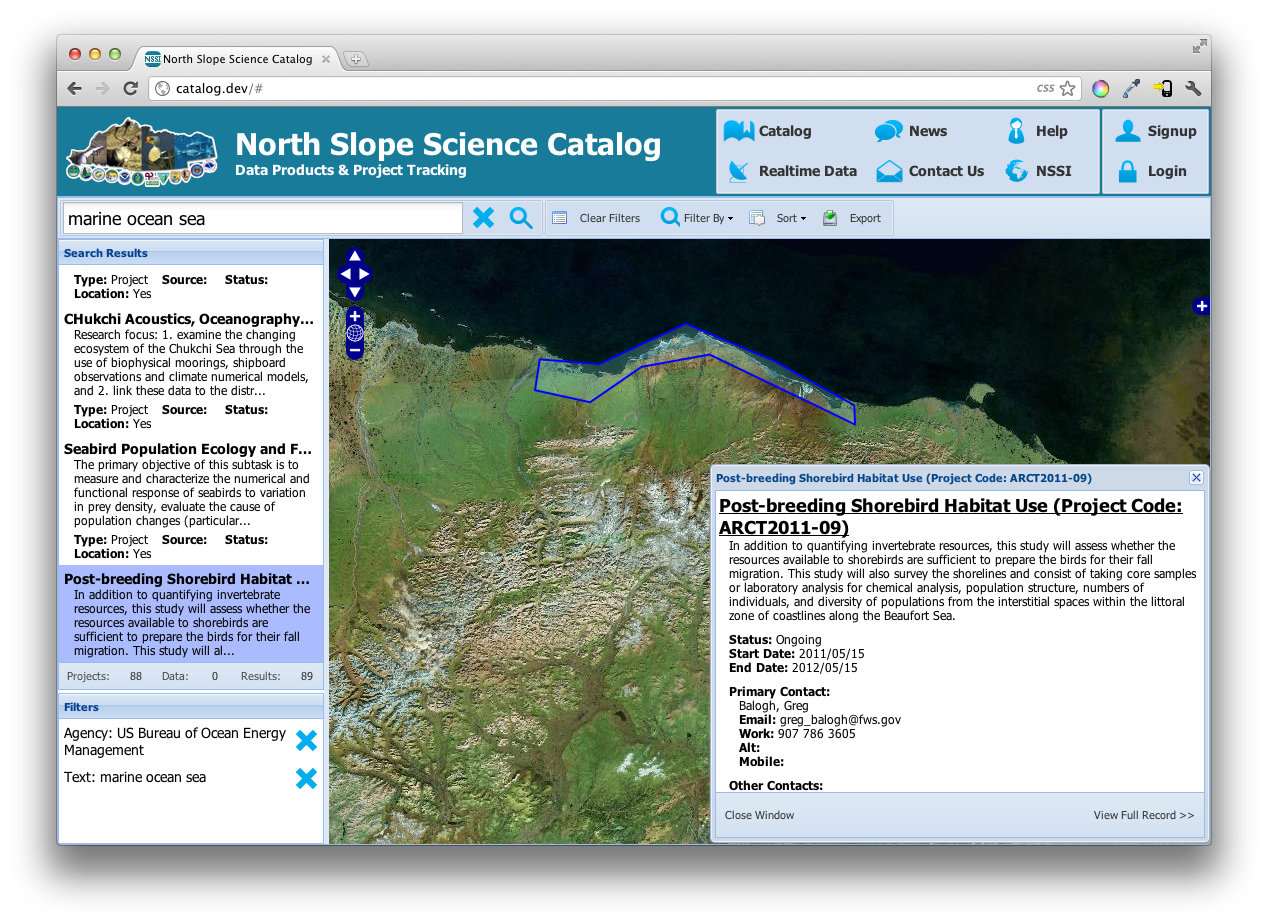 NSSI North Slope Science Catalog
catalog.dev/#
CSS
North Slope Science Catalog
Data Products & Project Tracking
Catalog
News
Help
Signup
Realtime Data
Contact Us
NSSI
Login
marine ocean sea
Clear Filters
Filter By
Sort
Export
Search Results
Type: Project Source: Status:
Location: Yes
CHukchi Acoustics, Oceanography...
Research focus: 1. examine the changing
ecosystem of the Chukchi Sea through the
use of biophysical moorings, shipboard
observations and climate numerical models,
and 2. link these data to the distr...
Type: Project Source: Status:
Location: Yes
Seabird Population Ecology and F...
The primary objective of this subtask is to
measure and characterize the numerical and
functional response of seabirds to variation
in prey density, evaluate the cause of
population changes (particular...
Type: Project Source: Status:
Location: Yes
Post-breeding Shorebird Habitat ...
In addition to quantifying invertebrate
resources, this study will assess whether the
resources available to shorebirds are
sufficient to prepare the birds for their fall
migration. This study will al...
Projects: 88 Data: 0 Results: 89
Filters
Agency: US Bureau of Ocean Energy
Management
Text: marine ocean sea
Post-breeding Shorebird Habitat Use (Project Code: ARCT2011-09)
Post-breeding Shorebird Habitat Use (Project Code:
ARCT2011-09)
In addition to quantifying invertebrate resources, this study will assess whether the
resources available to shorebirds are sufficient to prepare the birds for their fall
migration. This study will also survey the shorelines and consist of taking core samples
or laboratory analysis for chemical analysis, population structure, numbers of
individuals, and diversity of populations from the interstitial spaces within the littoral
zone of coastlines along the Beaufort Sea.
Status: Ongoing
Start Date: 2011/05/15
End Date: 2012/05/15
Primary Contact:
Balogh, Greg
Email: greg_balogh@fws.gov
Work: 907 786 3605
Alt:
Mobile:
Other Contacts:
Close Window
View Full Record >>